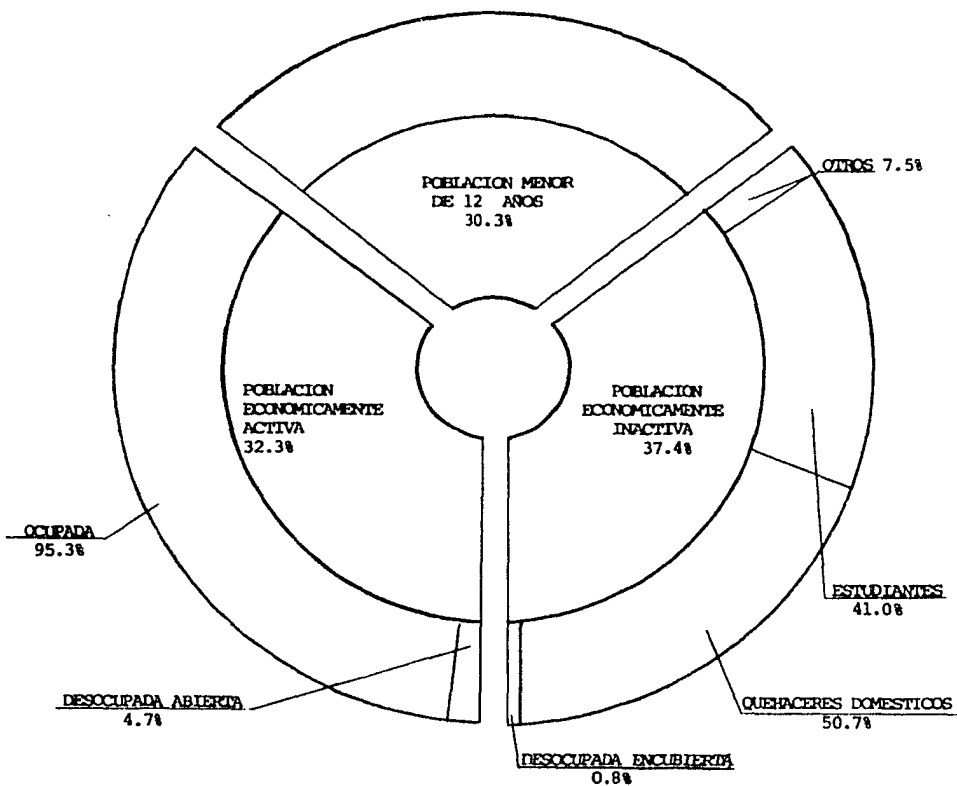 POBLACION MENOR
DE 12 AÑOS
30.3%
OTROS 7.5%
POBLACION
ECONOMICAMENTE
ACTIVA
32.3%
POBLACION
ECONOMICAMENTE
INACTIVA
37.4%
OCUPADA
95.3%
ESTUDIANTES
41.0%
DESOCUPADA ABIERTA
4.7%
QUEHACERES DOMESTICOS
50.7%
DESOCUPADA ENCUBIERTA
0.8%